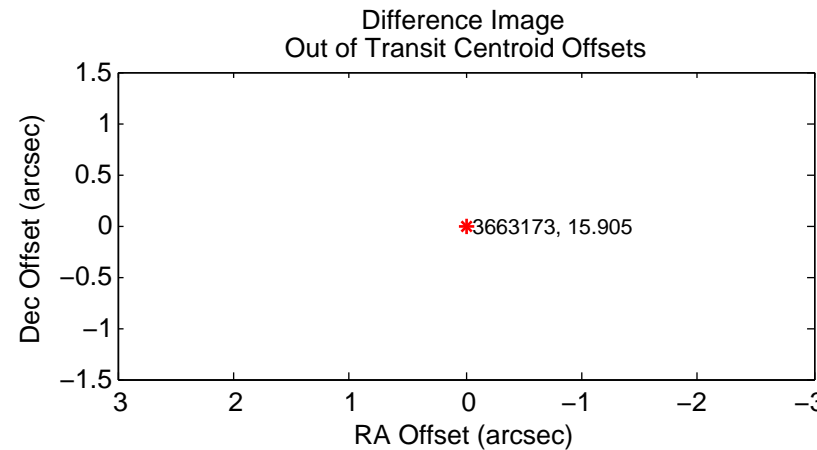 Difference Image
Out of Transit Centroid Offsets
1.5
1
0.5
0
−0.5
−1
−1.5
Dec Offset (arcsec)
3663173, 15.905
3 2 1 0 −1 −2 −3
RA Offset (arcsec)